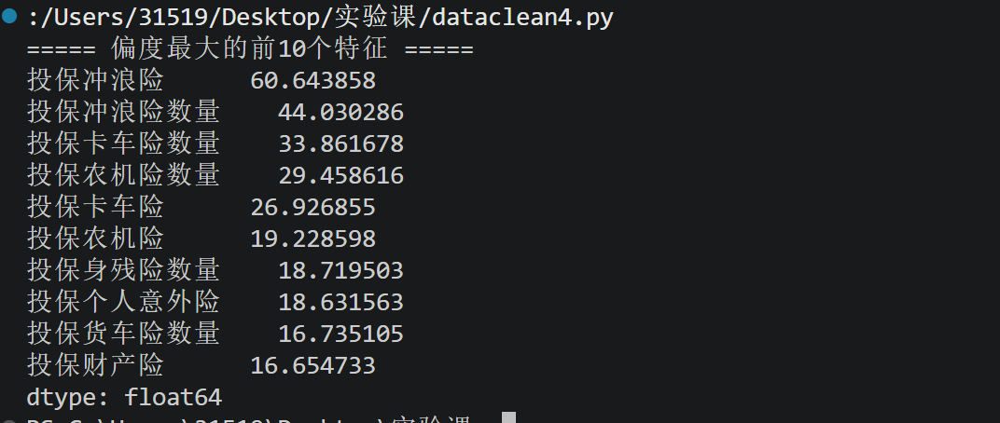 :/Users/31519/Desktop/实验课/dataclean4.py
===== 偏度最大的前10个特征 =====
投保冲浪险 60.643858
投保冲浪险数量 44.030286
投保卡车险数量 33.861678
投保农机险数量 29.458616
投保卡车险 26.926855
投保农机险 19.228598
投保身残险数量 18.719503
投保个人意外险 18.631563
投保货车险数量 16.735105
投保财产险 16.654733
dtype: float64